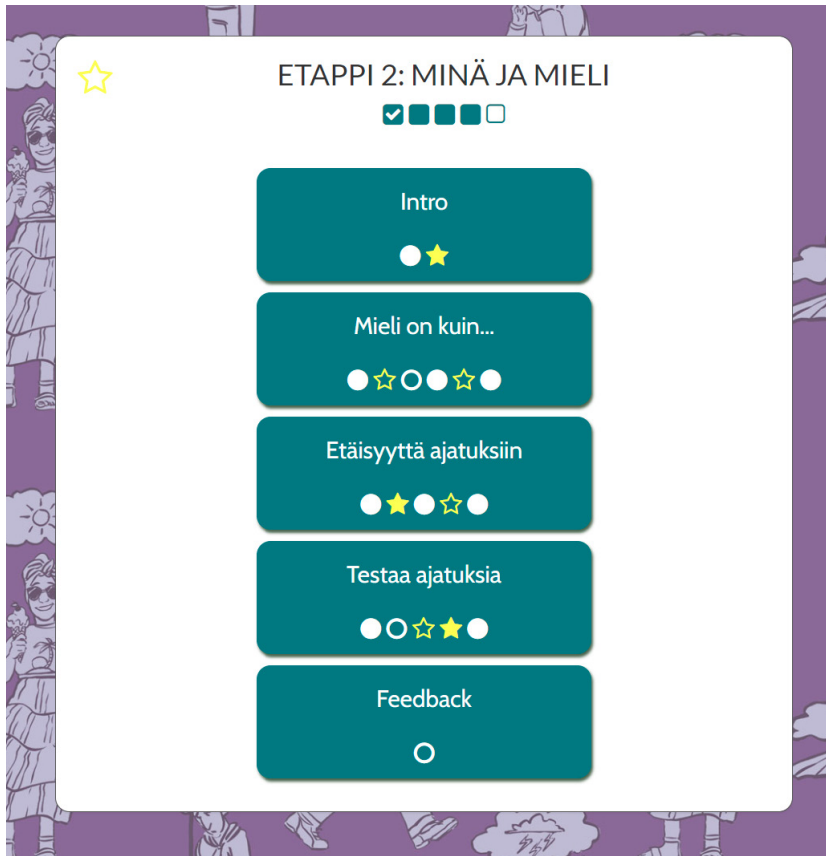 ETAPPI 2: MINÄ JA MIELI
Intro
Mieli on kuin...
Etäisyyttä ajatuksiin
Testaa ajatuksia
Feedback